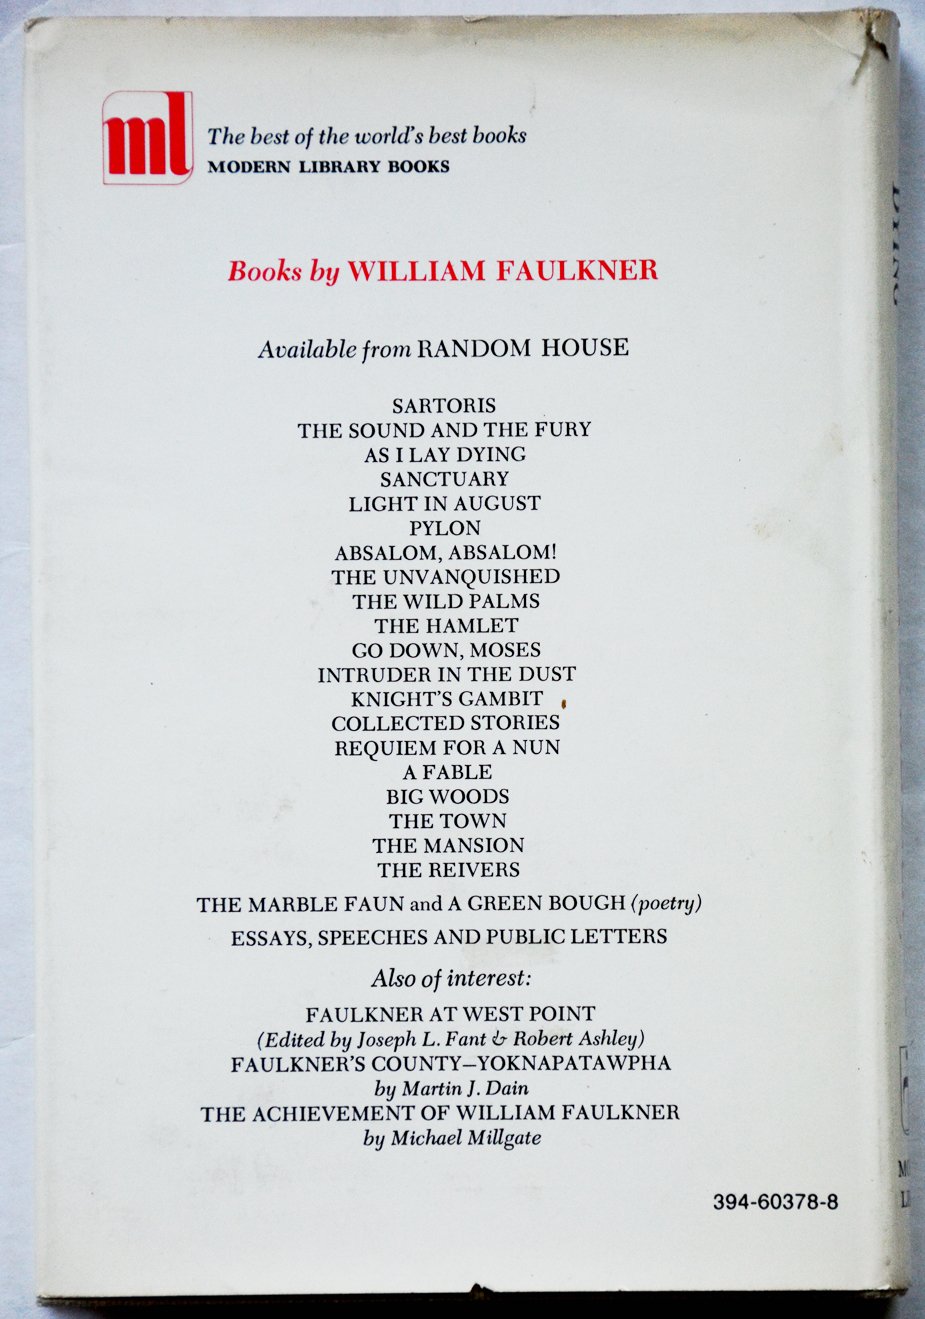 ml
The best of the world's best books
MODERN LIBRARY BOOKS
Books by WILLIAM FAULKNER
Available from RANDOM HOUSE
SARTORIS
THE SOUND AND THE FURY
AS I LAY DYING
SANCTUARY
LIGHT IN AUGUST
PYLON
ABSALOM, ABSALOM!
THE UNVANQUISHED
THE WILD PALMS
THE HAMLET
GO DOWN, MOSES
INTRUDER IN THE DUST
KNIGHT'S GAMBIT
COLLECTED STORIES
REQUIEM FOR A NUN
A FABLE
BIG WOODS
THE TOWN
THE MANSION
THE REIVERS
THE MARBLE FAUN and A GREEN BOUGH (poetry)
ESSAYS, SPEECHES AND PUBLIC LETTERS
Also of interest:
FAULKNER AT WEST POINT
(Edited by Joseph L. Fant & Robert Ashley)
FAULKNER'S COUNTY—YOKNAPATAWPHA
by Martin J. Dain
THE ACHIEVEMENT OF WILLIAM FAULKNER
by Michael Millgate
394-60378-8